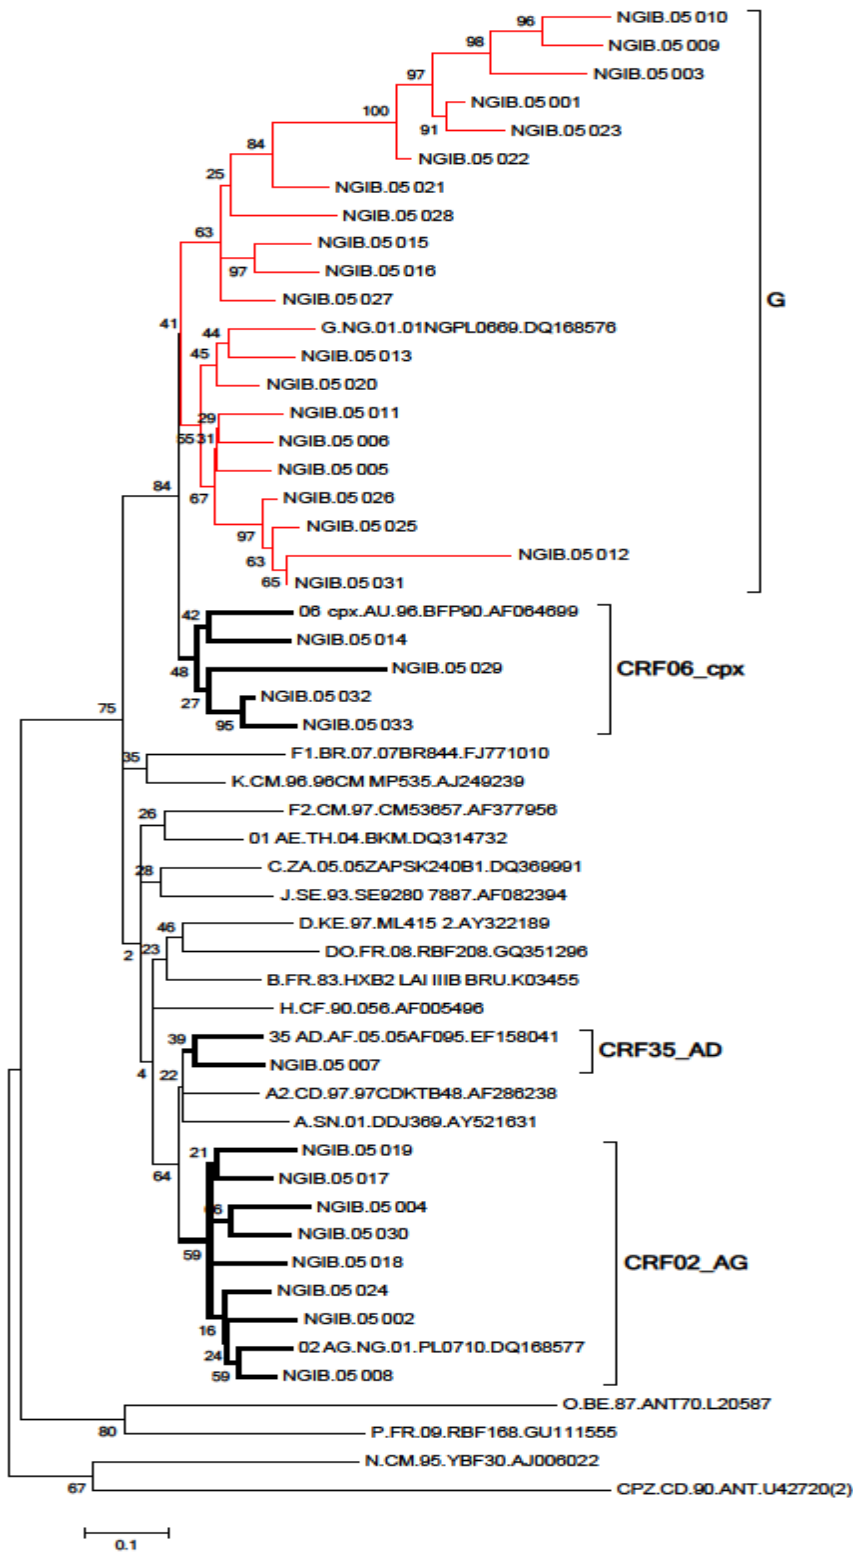 96 NGIB.05 010
NGIB.05 009
98
NGIB.05 003
97
NGIB.05 001
100
91 NGIB.05 023
NGIB.05 022
84
NGIB.05 021
25
NGIB.05 028
63
NGIB.05 015
97 NGIB.05 016
NGIB.05 027
G
41
44 G.NG.01.01NGPL0669.DQ168576
45 NGIB.05 013
NGIB.05 020
29 NGIB.05 011
55 31 NGIB.05 006
NGIB.05 005
84
67 NGIB.05 026
NGIB.05 025
97
63 NGIB.05 012
65 NGIB.05 031
42 06 cpx.AU.96.BFP90.AF064699
NGIB.05 014
48 NGIB.05 029
CRF06_cpx
27 NGIB.05 032
95 NGIB.05 033
75
35 F1.BR.07.07BR844.FJ771010
K.CM.96.96CM MP535.AJ249239
26 F2.CM.97.CM53657.AF377956
01 AE.TH.04.BKM.DQ314732
28 C.ZA.05.05ZAPSK240B1.DQ369991
J.SE.93.SE9280 7887.AF082394
46 D.KE.97.ML415 2.AY322189
2 23 DO.FR.08.RBF208.GQ351296
B.FR.83.HXB2 LAI IIIB BRU.K03455
H.CF.90.056.AF005496
39 35 AD.AF.05.05AF095.EF158041
CRF35_AD
4 22 NGIB.05 007
A2.CD.97.97CDKTB48.AF286238
A.SN.01.DDJ369.AY521631
21 NGIB.05 019
64 NGIB.05 017
NGIB.05 004
NGIB.05 030
59 NGIB.05 018
CRF02_AG
NGIB.05 024
16 NGIB.05 002
24 02 AG.NG.01.PL0710.DQ168577
59 NGIB.05 008
O.BE.87.ANT70.L20587
80 P.FR.09.RBF168.GU111555
N.CM.95.YBF30.AJ006022
67 CPZ.CD.90.ANT.U42720(2)
0.1